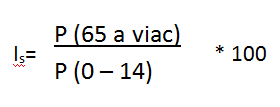 P (65 a viac)
Is= * 100
P (0 – 14)